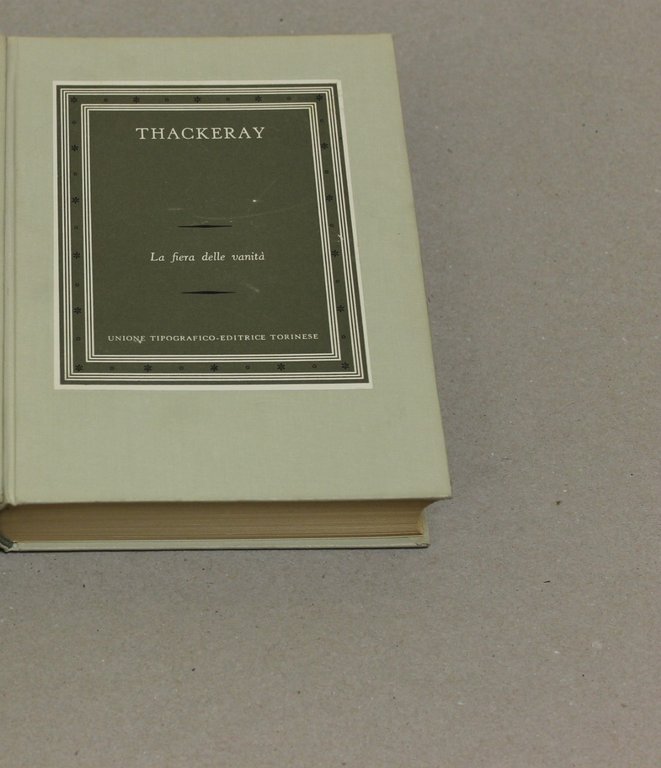 THACKERAY
La fiera delle vanità
UNIONE TIPOGRAFICO-EDITRICE TORINESE